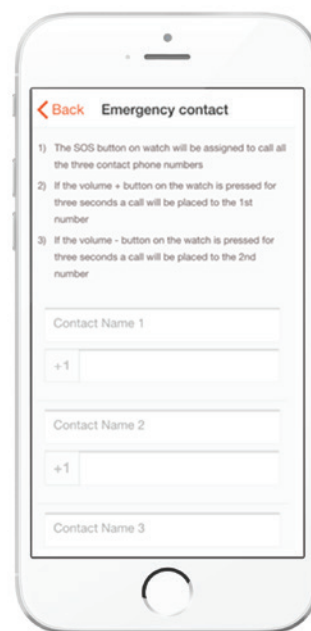 Back Emergency contact
1) The SOS button on watch will be assigned to call all
the three contact phone numbers
2) If the volume + button on the watch is pressed for
three seconds a call will be placed to the 1st
number
3) If the volume - button on the watch is pressed for
three seconds a call will be placed to the 2nd
number
Contact Name 1
+1
Contact Name 2
+1
Contact Name 3